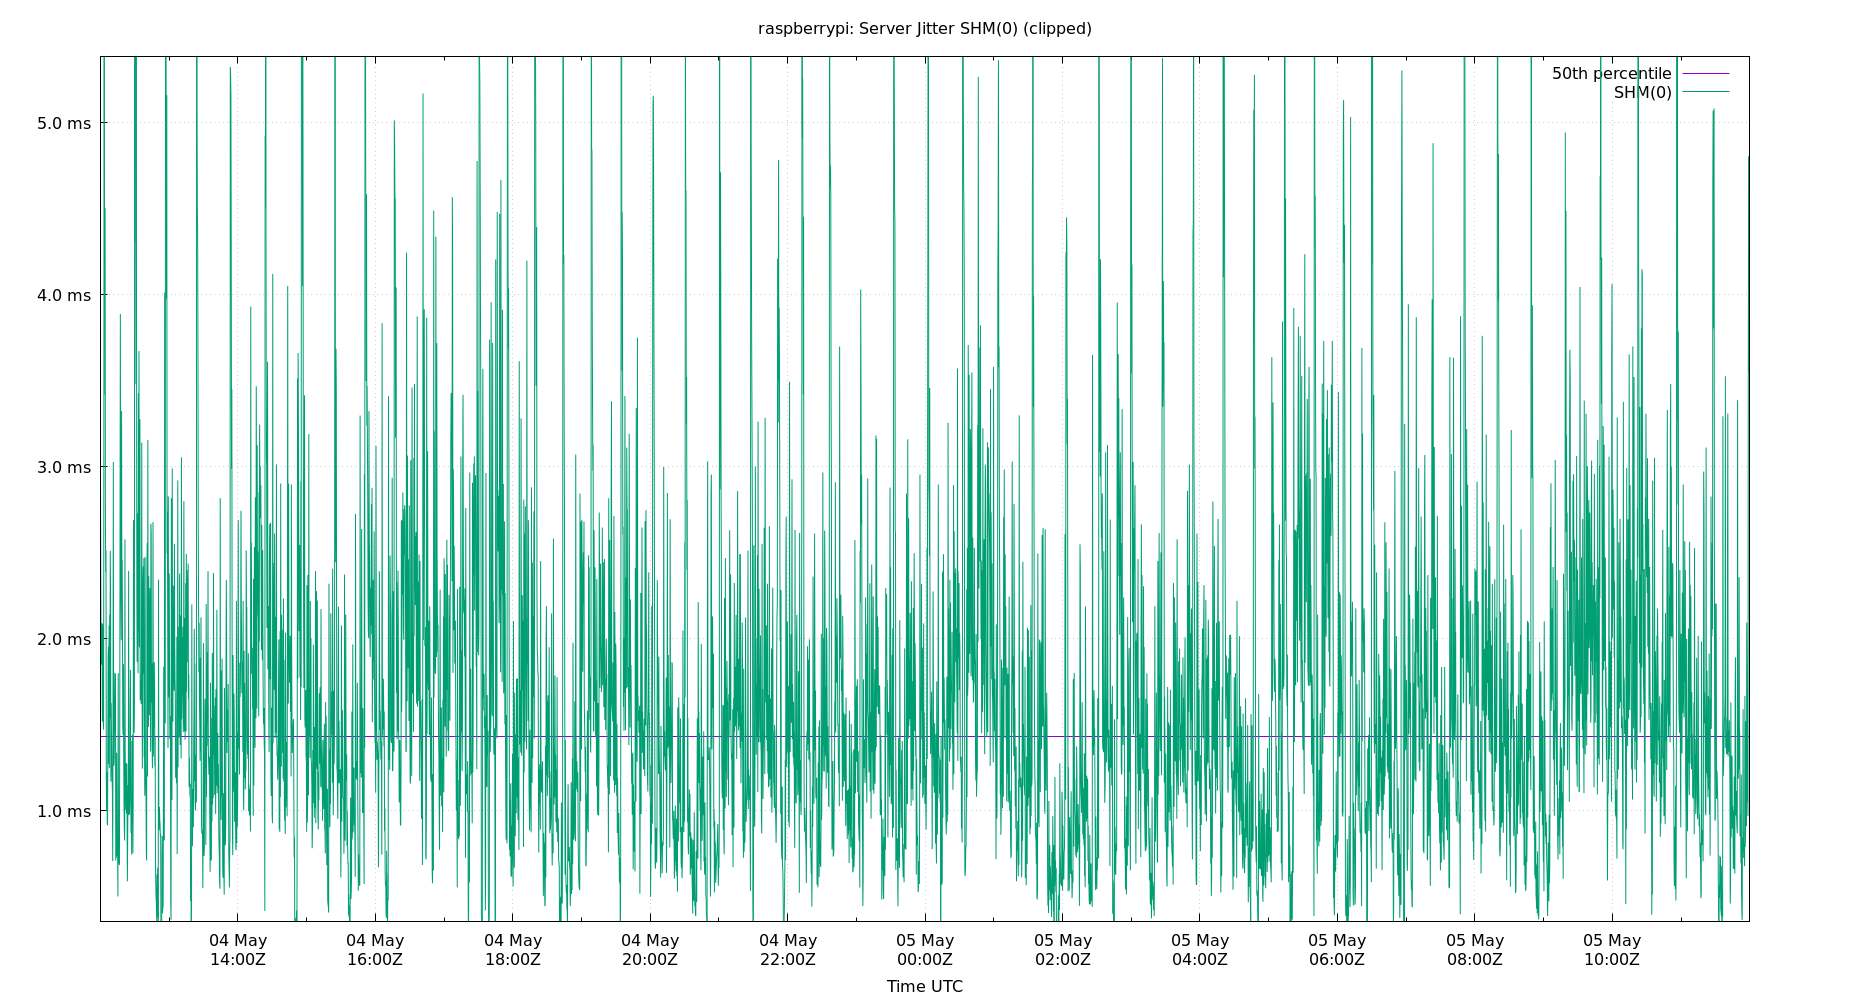 raspberrypi: Server Jitter SHM(0) (clipped)
50th percentile
SHM(0)
5.0 ms
4.0 ms
3.0 ms
2.0 ms
1.0 ms
04 May 04 May 04 May 04 May 04 May 05 May 05 May 05 May 05 May 05 May 05 May
14:00Z 16:00Z 18:00Z 20:00Z 22:00Z 00:00Z 02:00Z 04:00Z 06:00Z 08:00Z 10:00Z
Time UTC